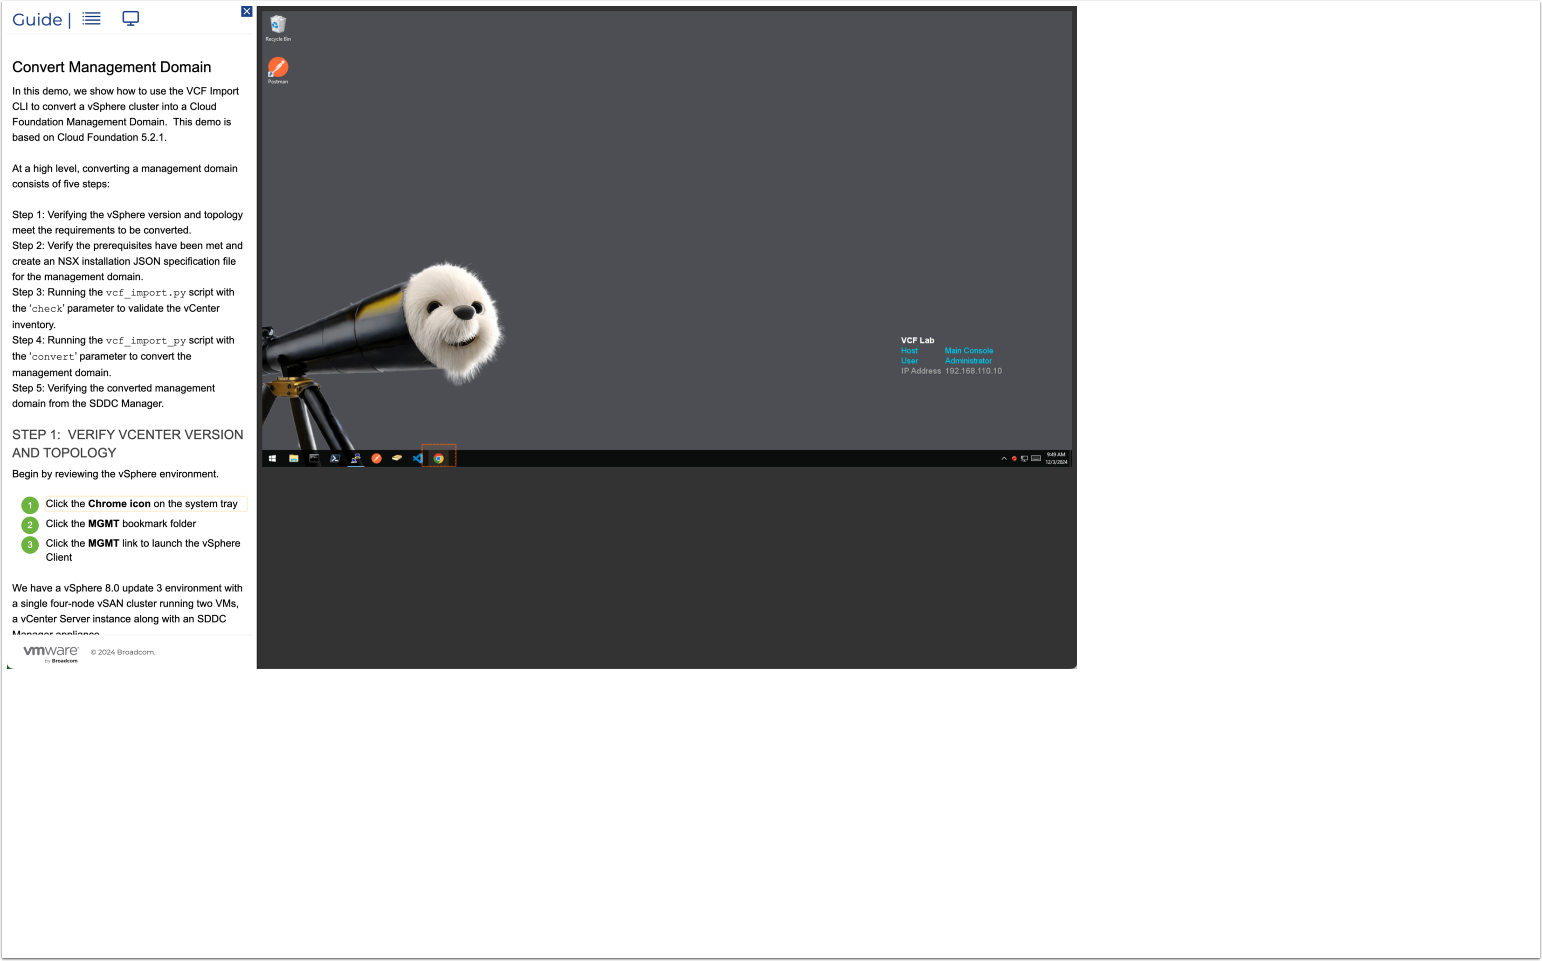 Guide |
Convert Management Domain
In this demo, we show how to use the VCF Import
CLI to convert a vSphere cluster into a Cloud
Foundation Management Domain.  This demo is
based on Cloud Foundation 5.2.1.
At a high level, converting a management domain
consists of five steps:
Step 1: Verifying the vSphere version and topology
meet the requirements to be converted.
Step 2: Verify the prerequisites have been met and
create an NSX installation JSON specification file
for the management domain.
Step 3: Running the vcf_import.py script with
the 'check' parameter to validate the vCenter
inventory.
Step 4: Running the vcf_import_py script with
the 'convert' parameter to convert the
management domain.
Step 5: Verifying the converted management
domain from the SDDC Manager.
STEP 1:  VERIFY VCENTER VERSION
AND TOPOLOGY
Begin by reviewing the vSphere environment.
1 Click the Chrome icon on the system tray
2 Click the MGMT bookmark folder
3 Click the MGMT link to launch the vSphere
Client
We have a vSphere 8.0 update 3 environment with
a single four-node vSAN cluster running two VMs,
a vCenter Server instance along with an SDDC
Manager appliance.
vmware
by Broadcom
© 2024 Broadcom.
Recycle Bin
Postman
VCF Lab
Host Main Console
User Administrator
IP Address 192.168.110.10
9:49 AM
12/3/2024